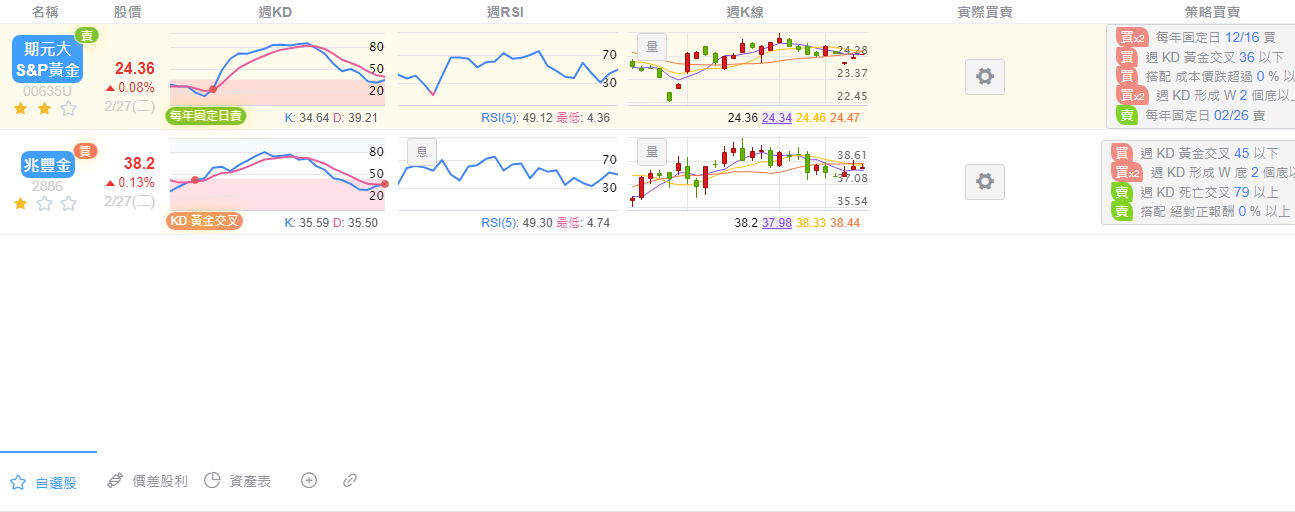 名稱 股價 週KD 週RSI 週K線 實際買賣 策略買賣
賣
期元大
S&P黃金
00635U
24.36
0.08%
2/27(二)
80
50
20
每年固定日賣
K: 34.64 D: 39.21
70
30
RSI(5): 49.12 最低: 4.36
量
24.28
23.37
22.45
24.36 24.34 24.46 24.47
買x2 每年固定日 12/16 買
買 週 KD 黃金交叉 36 以下
買 搭配 成本價跌超過 0 % 以
買x2 週 KD 形成 W 2 個底以上
賣 每年固定日 02/26 賣
買
兆豐金
2886
38.2
0.13%
2/27(二)
80
50
20
KD 黃金交叉
K: 35.59 D: 35.50
息
70
30
RSI(5): 49.30 最低: 4.74
量
38.61
37.08
35.54
38.2 37.98 38.33 38.44
買 週 KD 黃金交叉 45 以下
買x2 週 KD 形成 W 底 2 個底以
賣 週 KD 死亡交叉 79 以上
賣 搭配 絕對正報酬 0 % 以上
自選股 價差股利 資產表